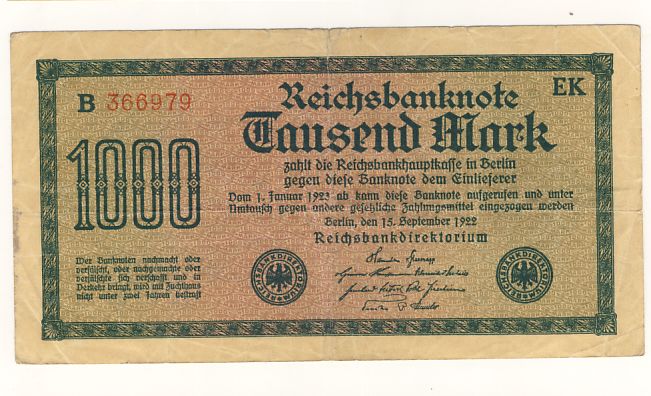 B 366979
EK
Reichsbanknote
Tausend Mark
1000
zahlt die Reichsbankhauptkasse in Berlin
gegen diese Banknote dem Einlieferer
Vom 1. Januar 1923 ab kann diese Banknote aufgerufen und unter
Umtausch gegen andere gesetzliche Zahlungsmittel eingezogen werden
Berlin, den 15. September 1922
Reichsbankdirektorium
Wer Banknoten nachmacht oder
verfälscht, oder nachgemachte oder
verfälschte sich verschafft und in
Verkehr bringt, wird mit Zuchthaus
nicht unter zwei Jahren bestraft
REICHSBANKDIREKTORIUM
REICHSBANKDIREKTORIUM